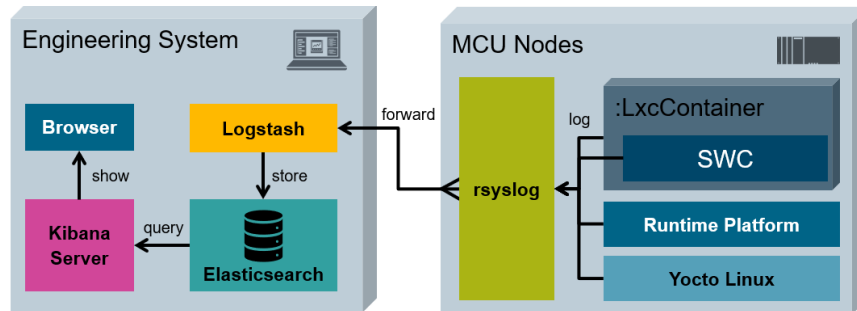 Engineering System
MCU Nodes
Browser
Logstash
forward
log
:LxcContainer
SWC
show
store
rsyslog
Kibana
Server
query
Elasticsearch
Runtime Platform
Yocto Linux